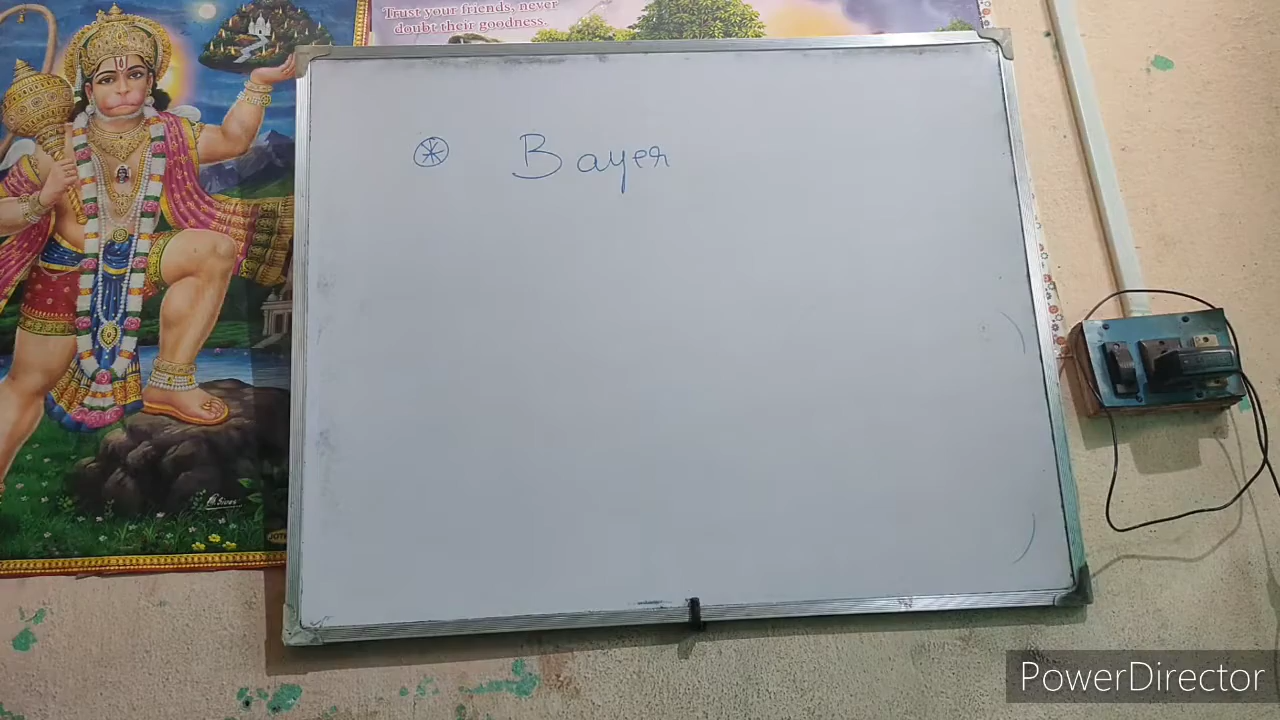 Trust your friends, never
doubt their goodness.
Bayer
PowerDirector